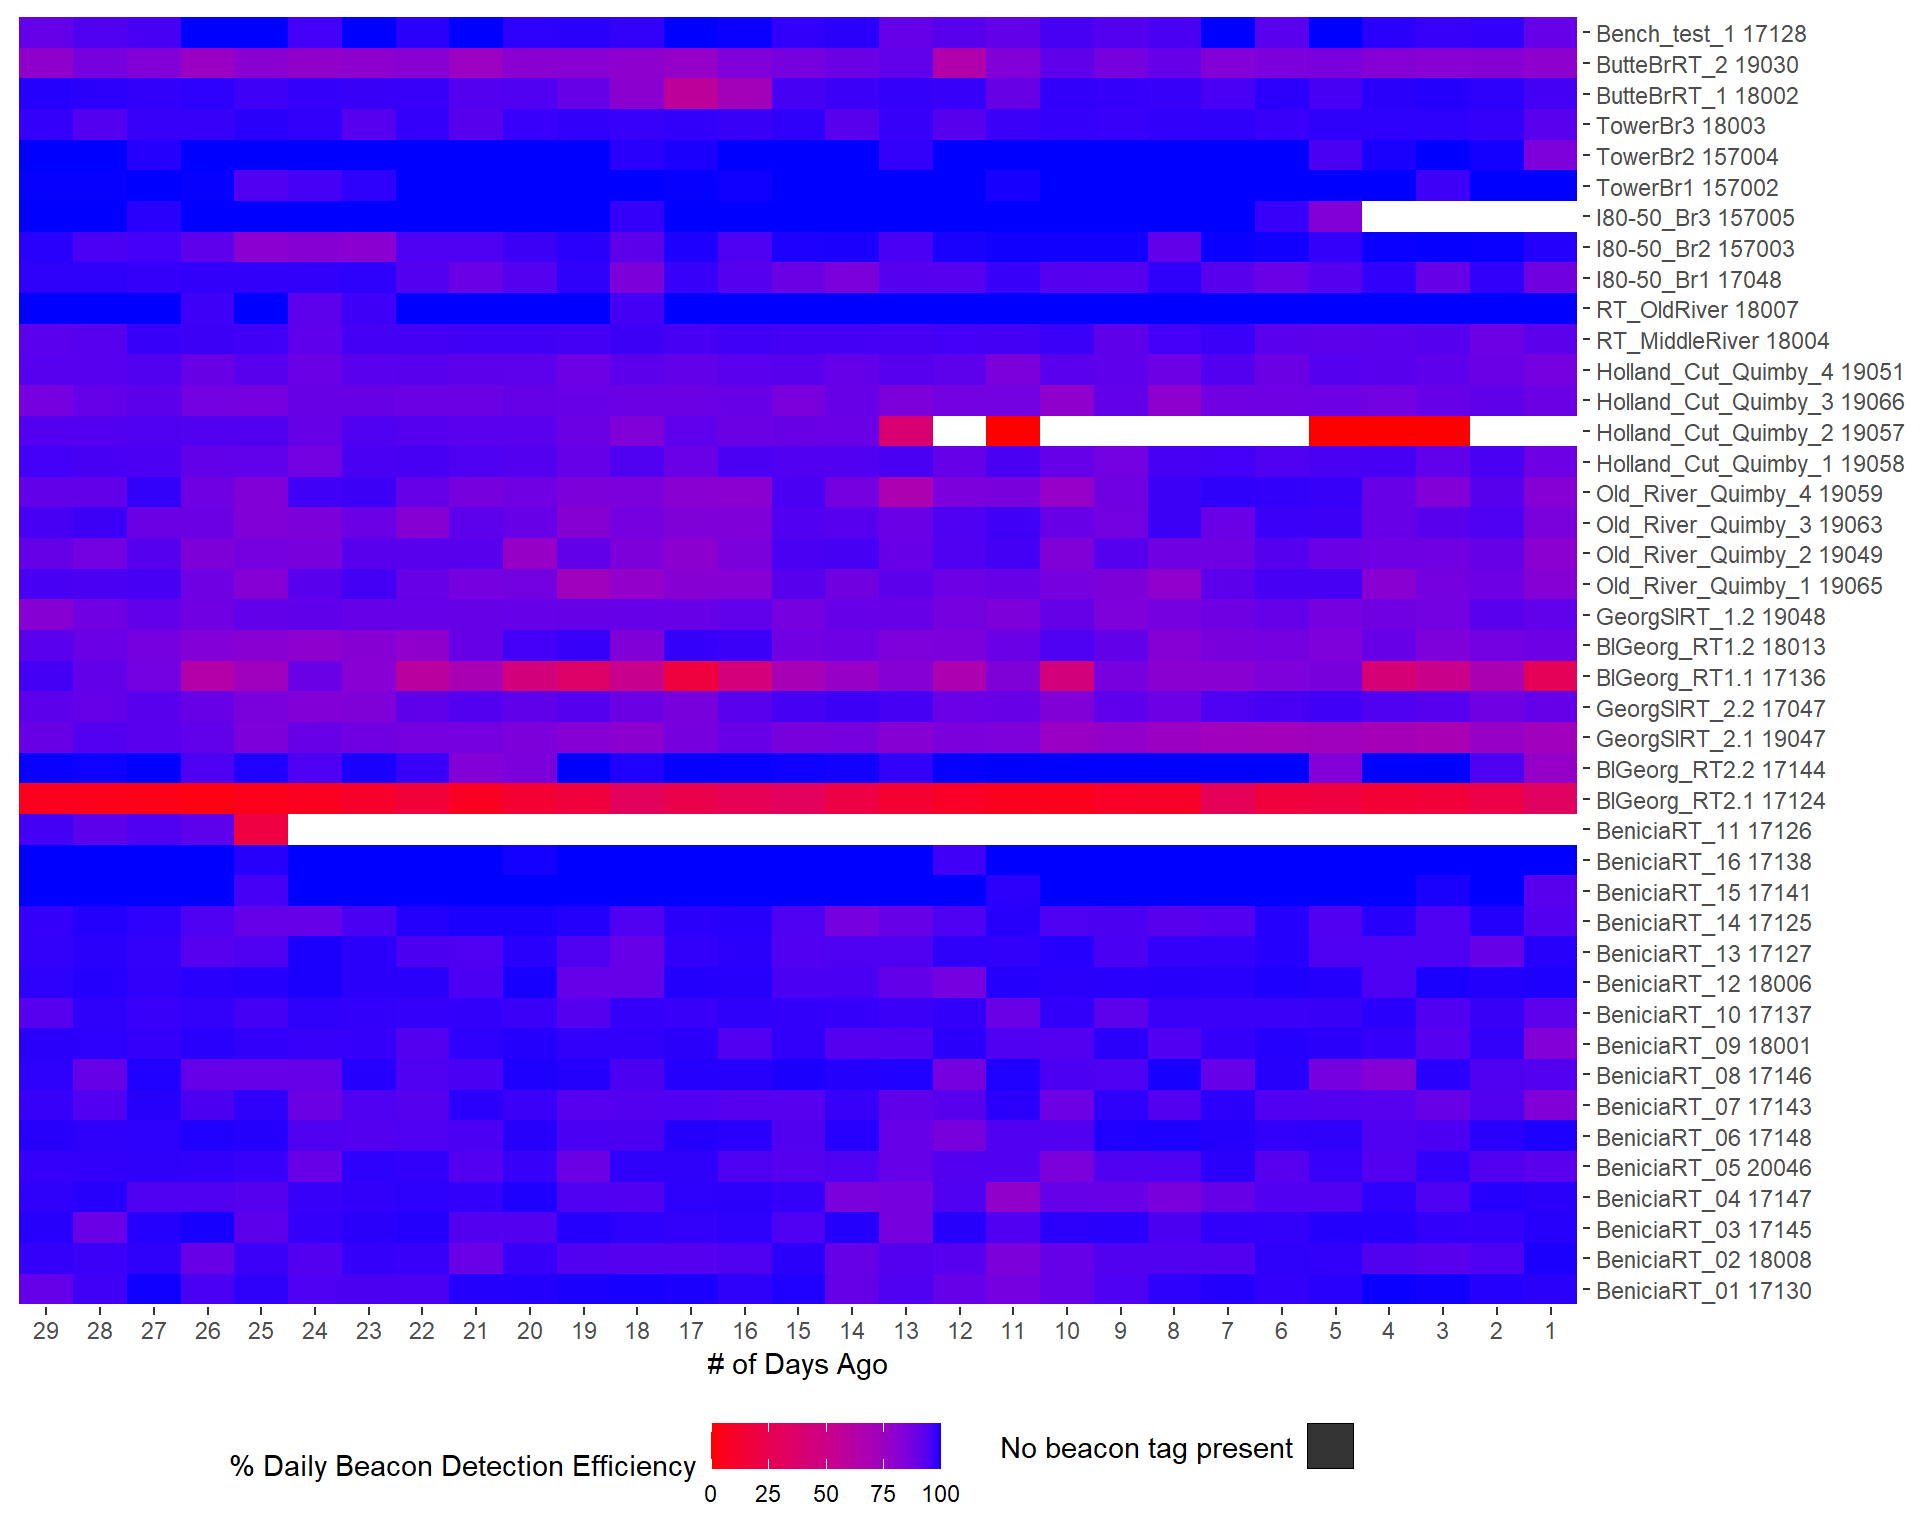 Bench_test_1 17128
ButteBrRT_2 19030
ButteBrRT_1 18002
TowerBr3 18003
TowerBr2 157004
TowerBr1 157002
I80-50_Br3 157005
I80-50_Br2 157003
I80-50_Br1 17048
RT_OldRiver 18007
RT_MiddleRiver 18004
Holland_Cut_Quimby_4 19051
Holland_Cut_Quimby_3 19066
Holland_Cut_Quimby_2 19057
Holland_Cut_Quimby_1 19058
Old_River_Quimby_4 19059
Old_River_Quimby_3 19063
Old_River_Quimby_2 19049
Old_River_Quimby_1 19065
GeorgSlRT_1.2 19048
BlGeorg_RT1.2 18013
BlGeorg_RT1.1 17136
GeorgSlRT_2.2 17047
GeorgSlRT_2.1 19047
BlGeorg_RT2.2 17144
BlGeorg_RT2.1 17124
BeniciaRT_11 17126
BeniciaRT_16 17138
BeniciaRT_15 17141
BeniciaRT_14 17125
BeniciaRT_13 17127
BeniciaRT_12 18006
BeniciaRT_10 17137
BeniciaRT_09 18001
BeniciaRT_08 17146
BeniciaRT_07 17143
BeniciaRT_06 17148
BeniciaRT_05 20046
BeniciaRT_04 17147
BeniciaRT_03 17145
BeniciaRT_02 18008
BeniciaRT_01 17130
29 28 27 26 25 24 23 22 21 20 19 18 17 16 15 14 13 12 11 10 9 8 7 6 5 4 3 2 1
# of Days Ago
% Daily Beacon Detection Efficiency
0 25 50 75 100
No beacon tag present